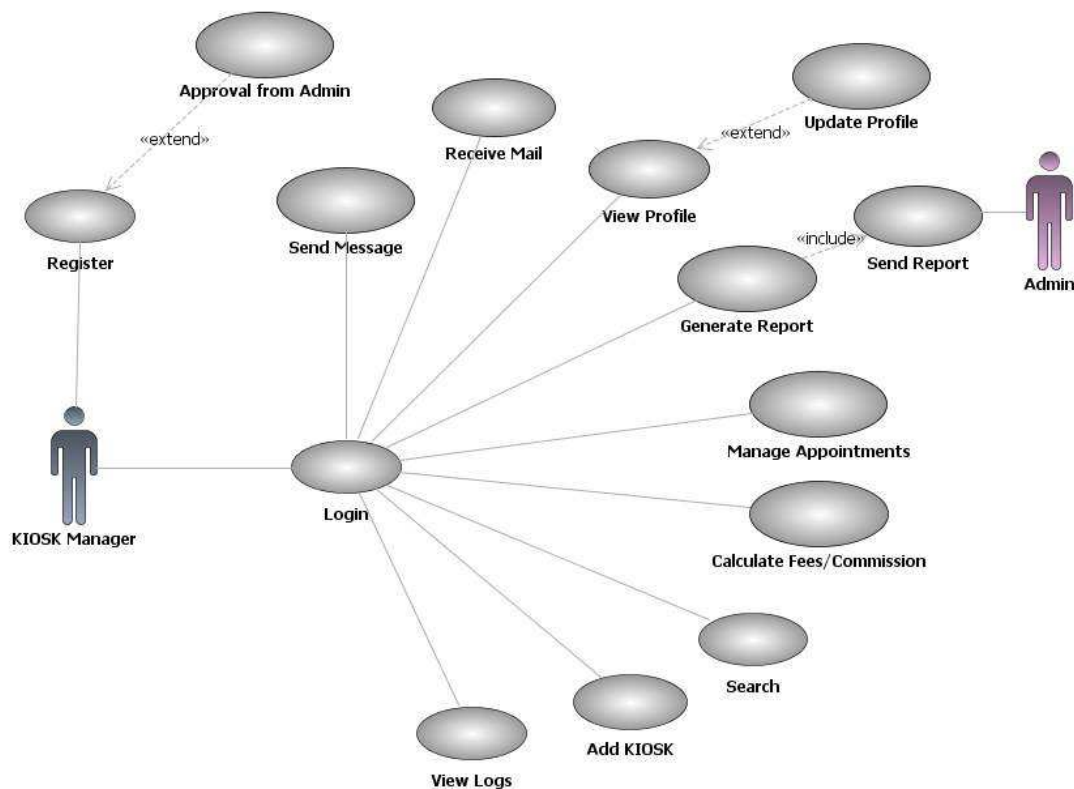 Approval from Admin
«extend»
Register
Send Message
Receive Mail
Update Profile
«extend»
View Profile
«include»
Send Report
Admin
Generate Report
Manage Appointments
KIOSK Manager
Login
Calculate Fees/Commission
Search
Add KIOSK
View Logs